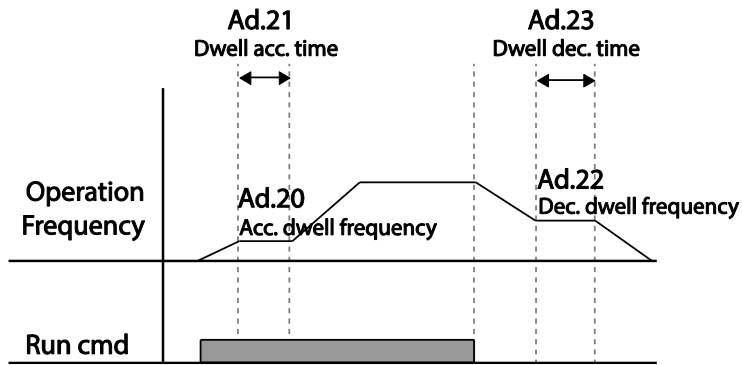 Ad.21
Dwell acc. time
Ad.23
Dwell dec. time
Operation
Frequency
Ad.20
Acc. dwell frequency
Ad.22
Dec. dwell frequency
Run cmd